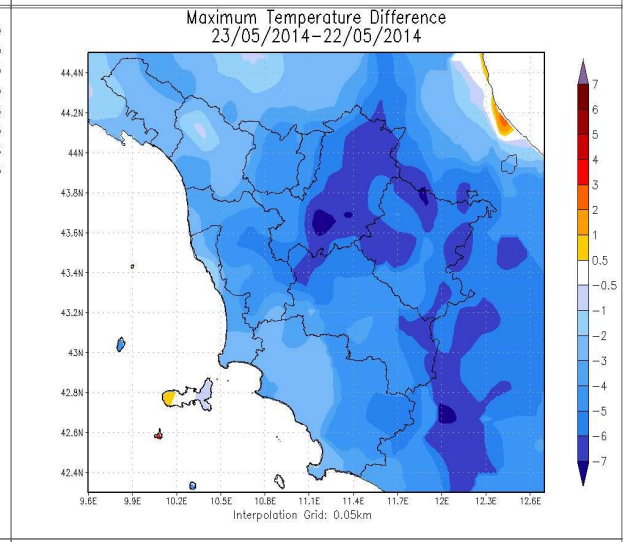 Maximum Temperature Difference
23/05/2014-22/05/2014
44.4N
44.2N
44N
43.8N
43.6N
43.4N
43.2N
43N
42.8N
42.6N
42.4N
9.6E 9.9E 10.2E 10.5E 10.8E 11.1E 11.4E 11.7E 12E 12.3E 12.6E
Interpolation Grid: 0.05km
7
6
5
4
3
2
1
0.5
-0.5
-1
-2
-3
-4
-5
-6
-7